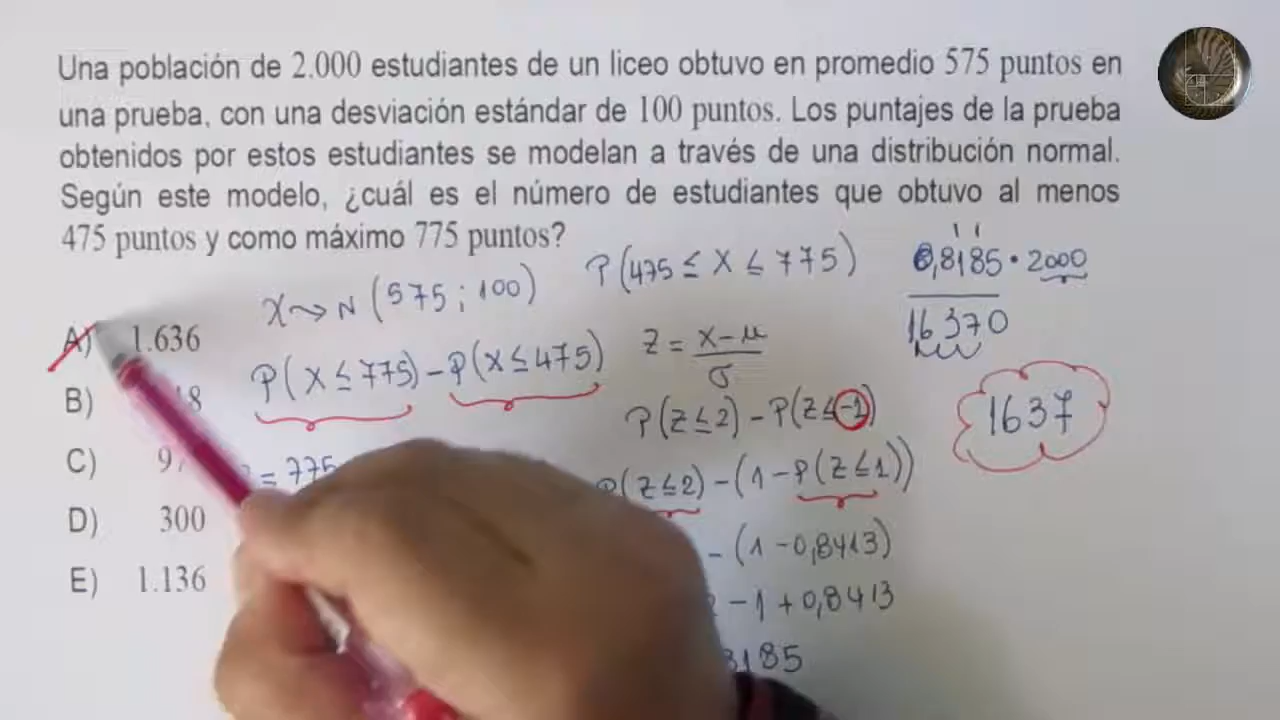 Una población de 2.000 estudiantes de un liceo obtuvo en promedio 575 puntos en
una prueba, con una desviación estándar de 100 puntos. Los puntajes de la prueba
obtenidos por estos estudiantes se modelan a través de una distribución normal.
Según este modelo, ¿cuál es el número de estudiantes que obtuvo al menos
475 puntos y como máximo 775 puntos?
P(475 ≤ X ≤ 775)
0,8185 · 2000
16370
1637
X ~> N (575 ; 100)
A) 1.636
B)
C)
D) 300
E) 1.136
P(X ≤ 775) - P(X ≤ 475)
= 775
Z = X - μ / σ
P(Z ≤ 2) - P(Z ≤ -1)
P(Z ≤ 2) - (1 - P(Z ≤ 1))
- (1 - 0,8413)
- 1 + 0,8413
8185